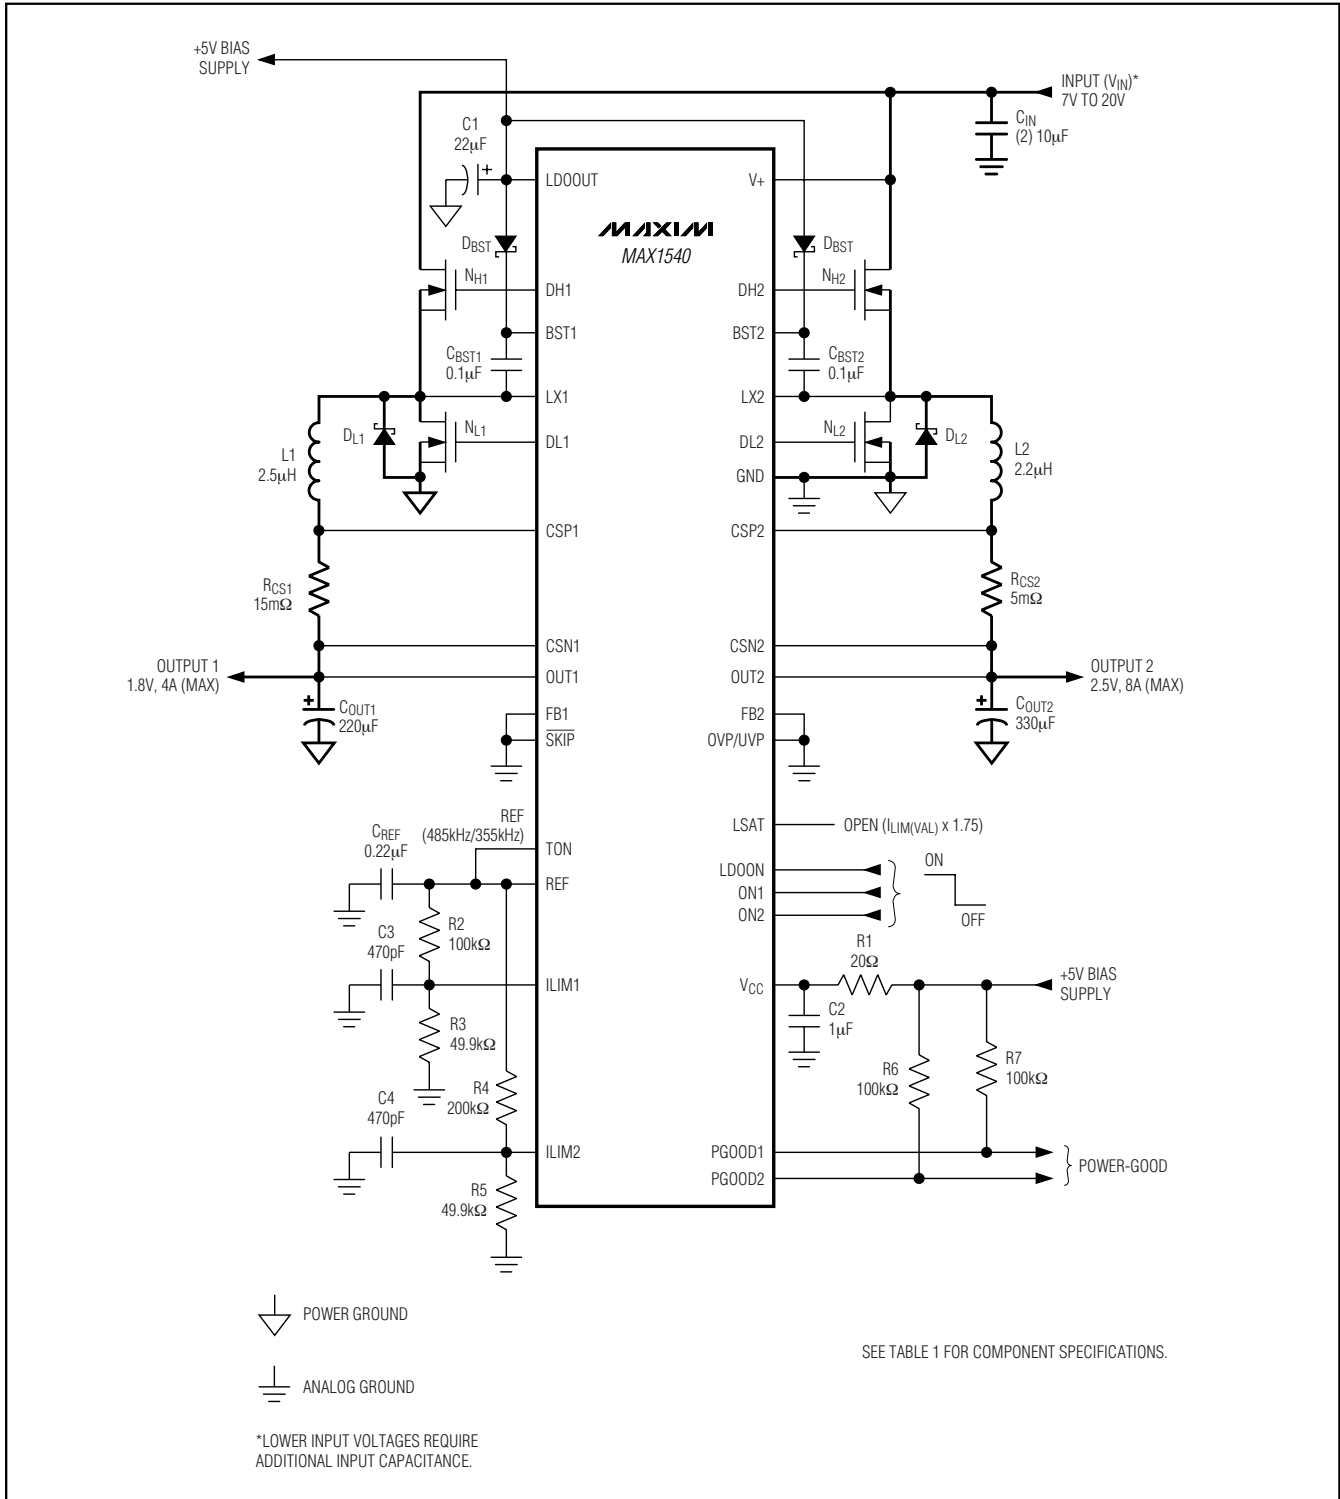 +5V BIAS
SUPPLY
INPUT (VIN)*
7V TO 20V
CIN
(2) 10µF
C1
22µF
+
LDOOUT
V+
MAXIM
MAX1540
DBST
DBST
NH1
DH1
DH2
NH2
BST1
BST2
CBST1
0.1µF
CBST2
0.1µF
LX1
LX2
DL1
NL1
DL1
DL2
NL2
DL2
L1
2.5µH
L2
2.2µH
GND
CSP1
CSP2
RCS1
15mΩ
RCS2
5mΩ
CSN1
CSN2
OUTPUT 1
1.8V, 4A (MAX)
OUT1
OUT2
OUTPUT 2
2.5V, 8A (MAX)
+
COUT1
220µF
+
COUT2
330µF
FB1
SKIP
FB2
OVP/UVP
REF
(485kHz/355kHz)
TON
LSAT
OPEN (ILIM(VAL) x 1.75)
CREF
0.22µF
REF
LDOON
ON1
ON2
ON
OFF
R2
100kΩ
C3
470pF
ILIM1
R1
20Ω
VCC
+5V BIAS
SUPPLY
C2
1µF
R3
49.9kΩ
R4
200kΩ
R6
100kΩ
R7
100kΩ
C4
470pF
ILIM2
PGOOD1
PGOOD2
POWER-GOOD
R5
49.9kΩ
POWER GROUND
SEE TABLE 1 FOR COMPONENT SPECIFICATIONS.
ANALOG GROUND
*LOWER INPUT VOLTAGES REQUIRE
ADDITIONAL INPUT CAPACITANCE.